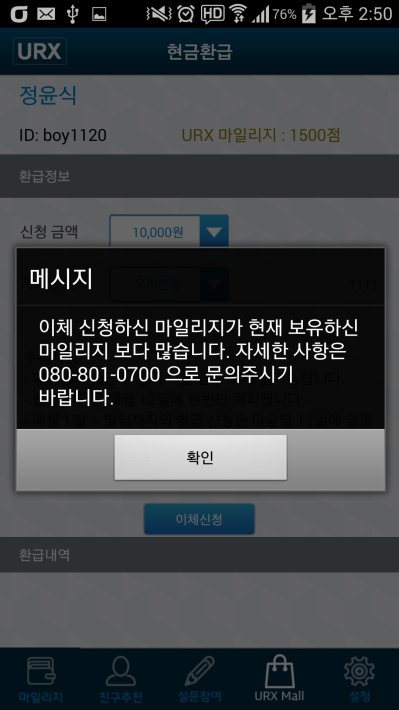 76% 오후 2:50
URX 현금환급
정윤식
ID: boy1120 URX 마일리지 : 1500점
환급정보
신청 금액 10,000원
메시지
이체 신청하신 마일리지가 현재 보유하신
마일리지 보다 많습니다. 자세한 사항은
080-801-0700 으로 문의주시기
바랍니다.
확인
이체신청
환급내역
마일리지 친구추천 설문참여 URX Mall 설정